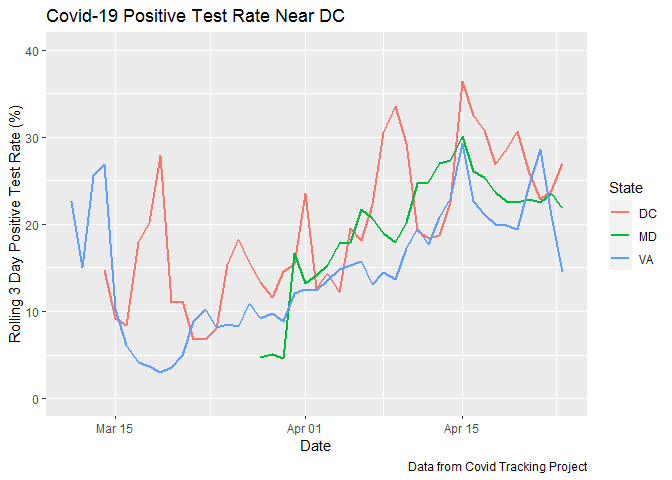 Covid-19 Positive Test Rate Near DC
Rolling 3 Day Positive Test Rate (%)
40
30
20
10
0
Mar 15
Apr 01
Apr 15
Date
State
DC
MD
VA
Data from Covid Tracking Project